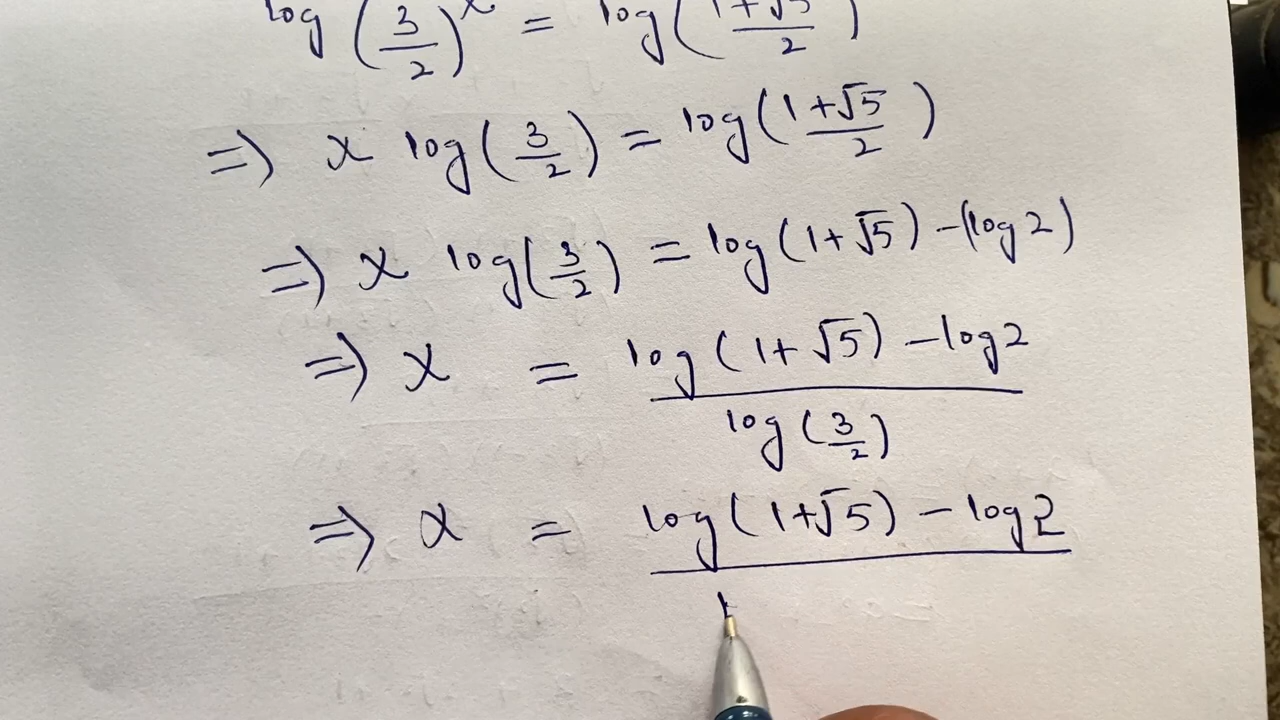 log (3/2)^x = log (1+√5/2)
=> x log (3/2) = log (1+√5/2)
=> x log (3/2) = log (1+√5) - (log 2)
=> x = log (1+√5) - log 2 / log (3/2)
=> x = log (1+√5) - log 2